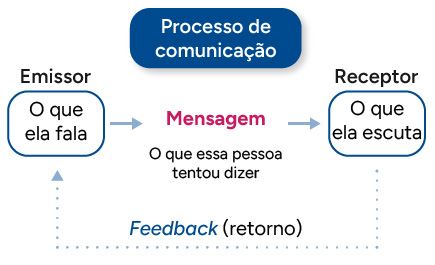 Processo de
comunicação
Emissor
O que
ela fala
Mensagem
O que essa pessoa
tentou dizer
Receptor
O que
ela escuta
Feedback (retorno)